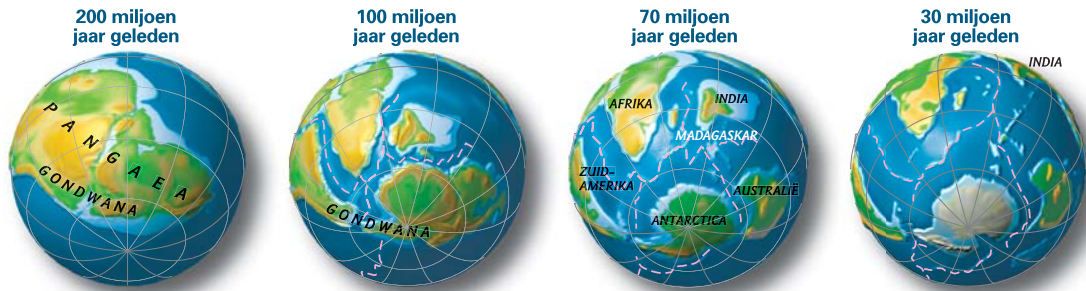 200 miljoen
jaar geleden
PANGAEA
GONDWANA
100 miljoen
jaar geleden
GONDWANA
70 miljoen
jaar geleden
AFRIKA
INDIA
MADAGASKAR
ZUID-
AMERIKA
AUSTRALIË
ANTARCTICA
30 miljoen
jaar geleden
INDIA